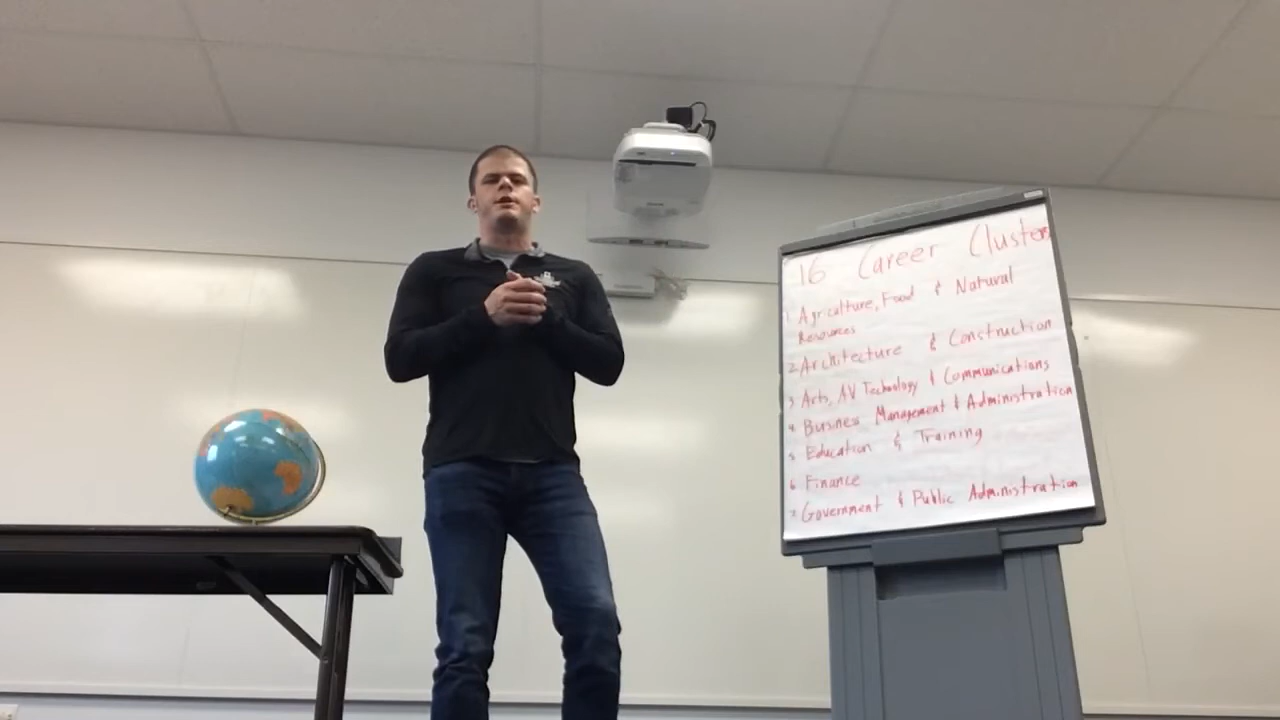 16 Career Clusters
1 Agriculture, Food & Natural
Resources
2 Architecture & Construction
3 Arts, AV Technology & Communications
4 Business Management & Administration
5 Education & Training
6 Finance
7 Government & Public Administration